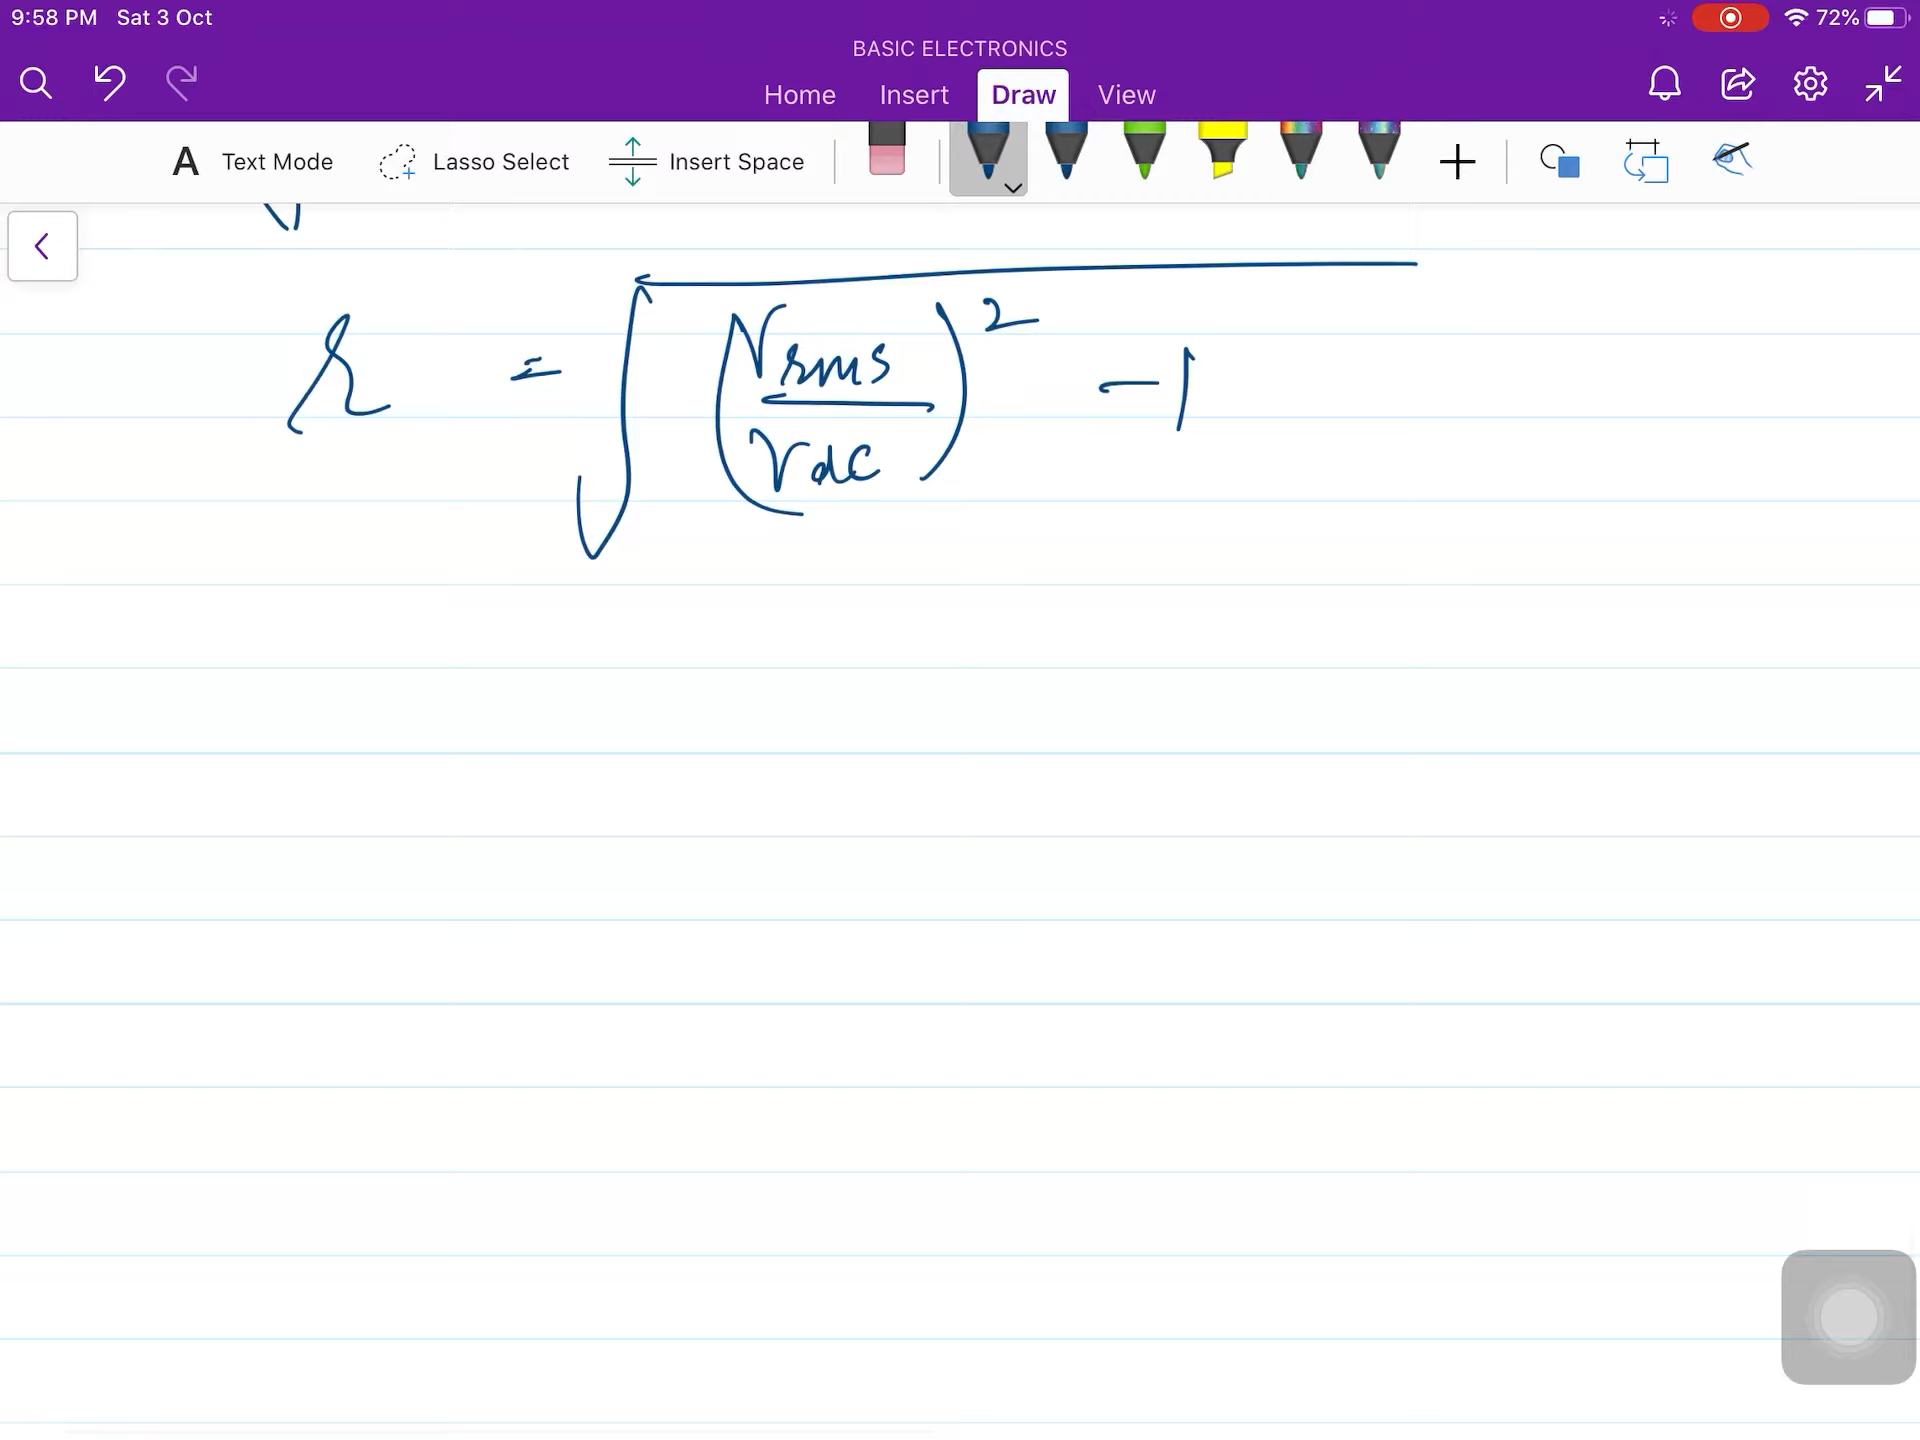 9:58 PM Sat 3 Oct 72%
BASIC ELECTRONICS
Home Insert Draw View
A Text Mode Lasso Select Insert Space
r = √((Vrms/Vdc)² − 1)